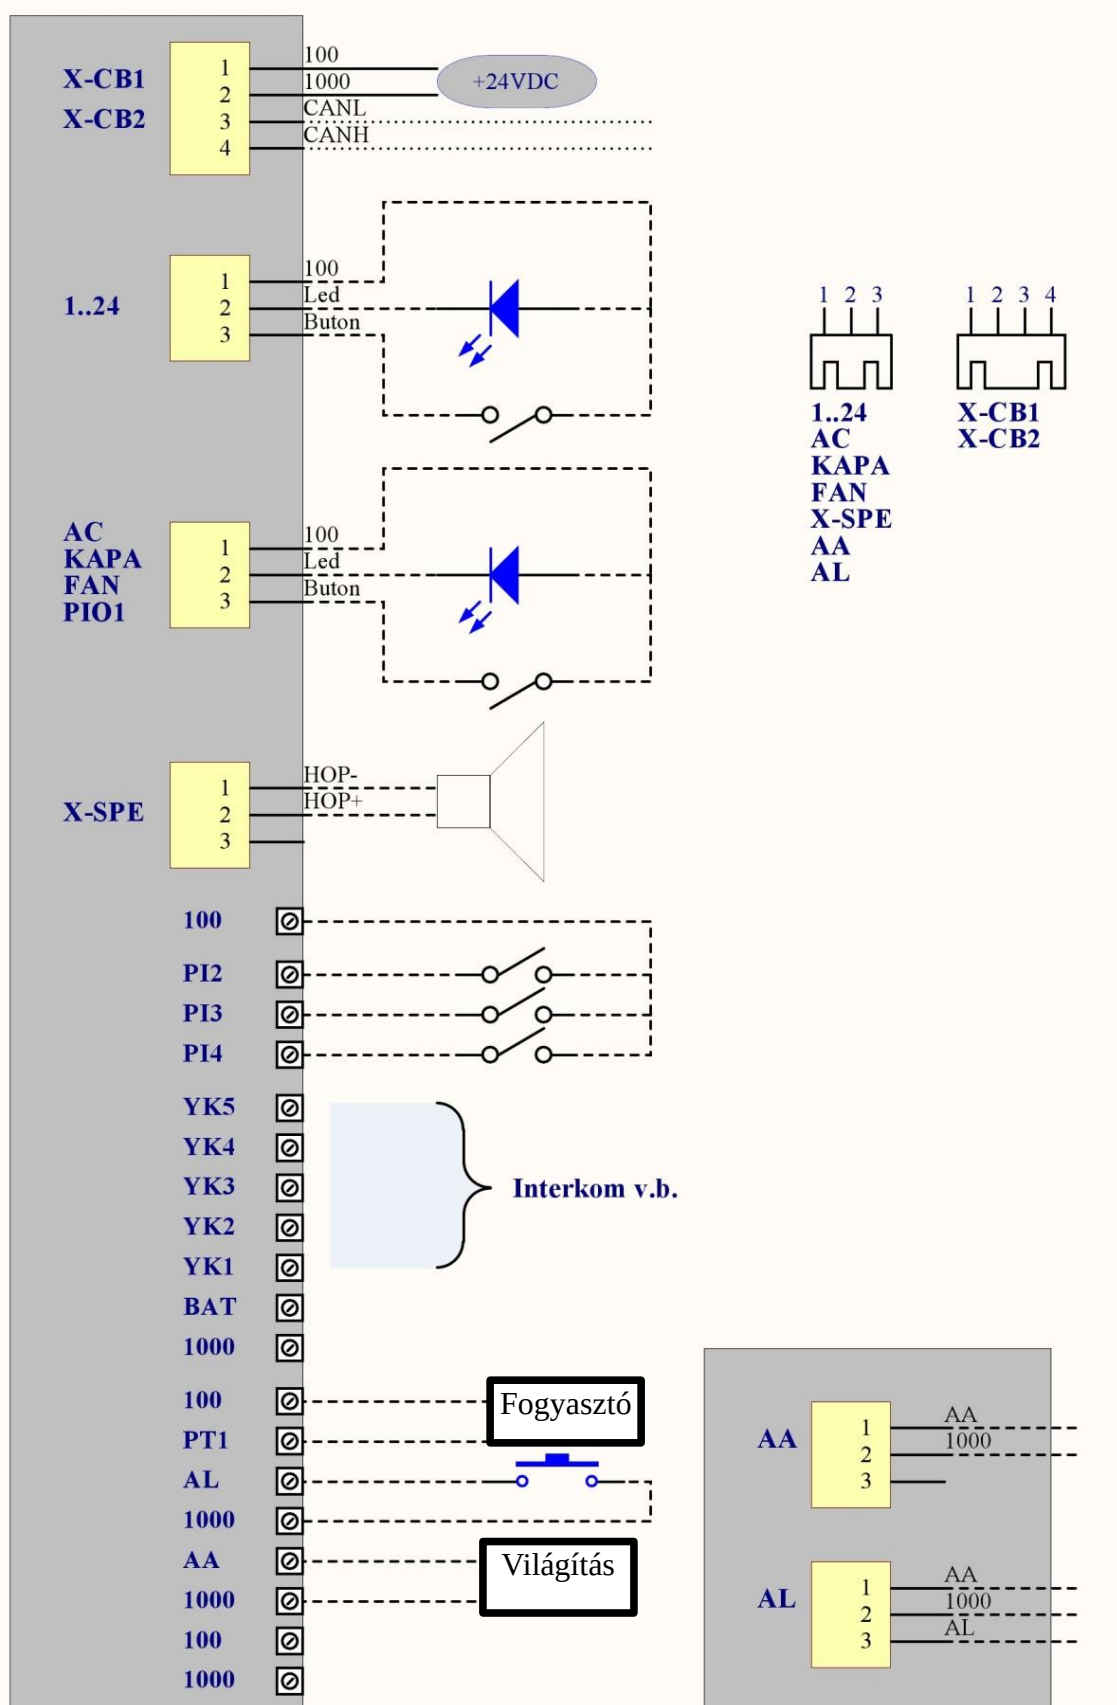 X-CB1
X-CB2
1
2
3
4
100
1000
CANL
CANH
+24VDC
1..24
1
2
3
100
Led
Buton
1 2 3
1..24
AC
KAPA
FAN
X-SPE
AA
AL
1 2 3 4
X-CB1
X-CB2
AC
KAPA
FAN
PIO1
1
2
3
100
Led
Buton
X-SPE
1
2
3
HOP-
HOP+
100
PI2
PI3
PI4
YK5
YK4
YK3
YK2
YK1
Interkom v.b.
BAT
1000
100
PT1
Fogyasztó
AL
1000
AA
1000
Világítás
100
1000
AA
1
2
3
AA
1000
AL
1
2
3
AA
1000
AL